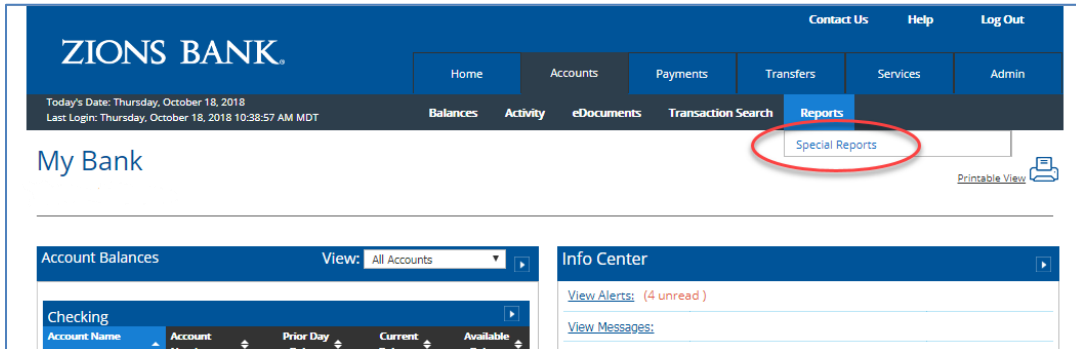 Contact Us Help Log Out
ZIONS BANK.
Home Accounts Payments Transfers Services Admin
Today's Date: Thursday, October 18, 2018
Last Login: Thursday, October 18, 2018 10:38:57 AM MDT
Balances Activity eDocuments Transaction Search Reports
Special Reports
My Bank
Printable View
Account Balances View: All Accounts
Info Center
View Alerts: (4 unread )
View Messages:
Checking
Account Name Account Prior Day Current Available